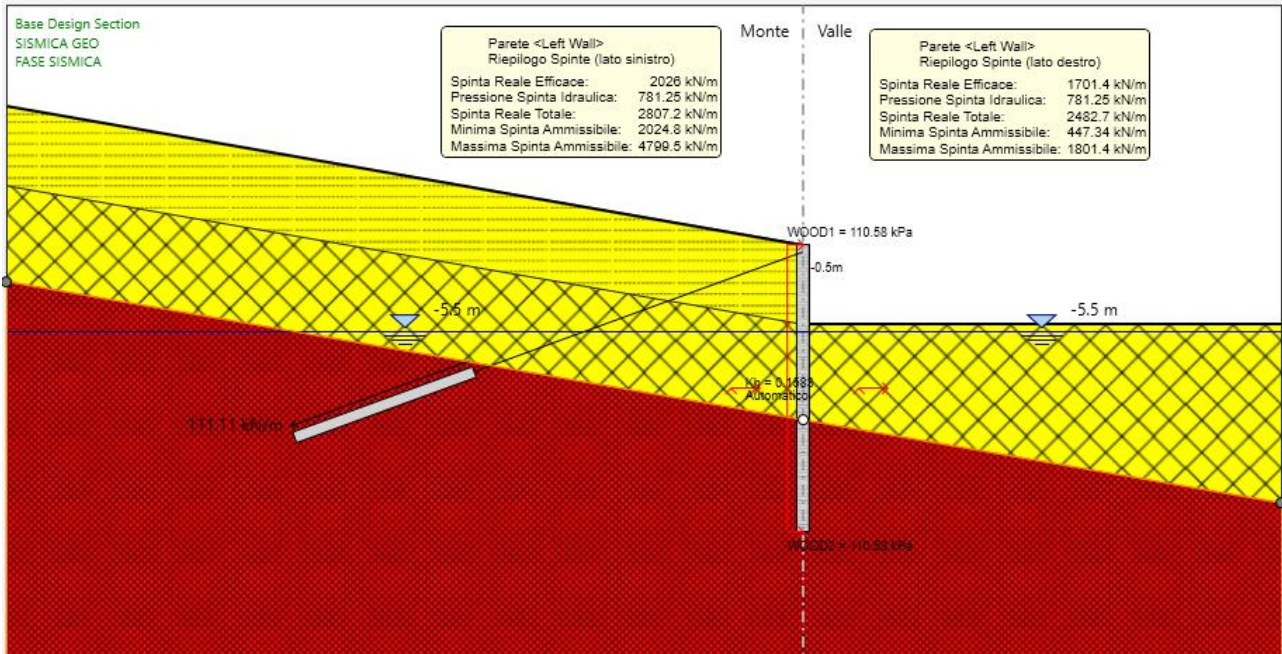 Base Design Section
SISMICA GEO
FASE SISMICA
Parete <Left Wall>
Riepilogo Spinte (lato sinistro)
Spinta Reale Efficace: 2026 kN/m
Pressione Spinta Idraulica: 781.25 kN/m
Spinta Reale Totale: 2807.2 kN/m
Minima Spinta Ammissibile: 2024.8 kN/m
Massima Spinta Ammissibile: 4799.5 kN/m
Monte Valle
Parete <Left Wall>
Riepilogo Spinte (lato destro)
Spinta Reale Efficace: 1701.4 kN/m
Pressione Spinta Idraulica: 781.25 kN/m
Spinta Reale Totale: 2482.7 kN/m
Minima Spinta Ammissibile: 447.34 kN/m
Massima Spinta Ammissibile: 1801.4 kN/m
WOOD1 = 110.58 kPa
-0.5m
-5.5 m
-5.5 m
Kh = 0.1583
Automatico
171.11 kN/m
WOOD2 = 110.58 kPa